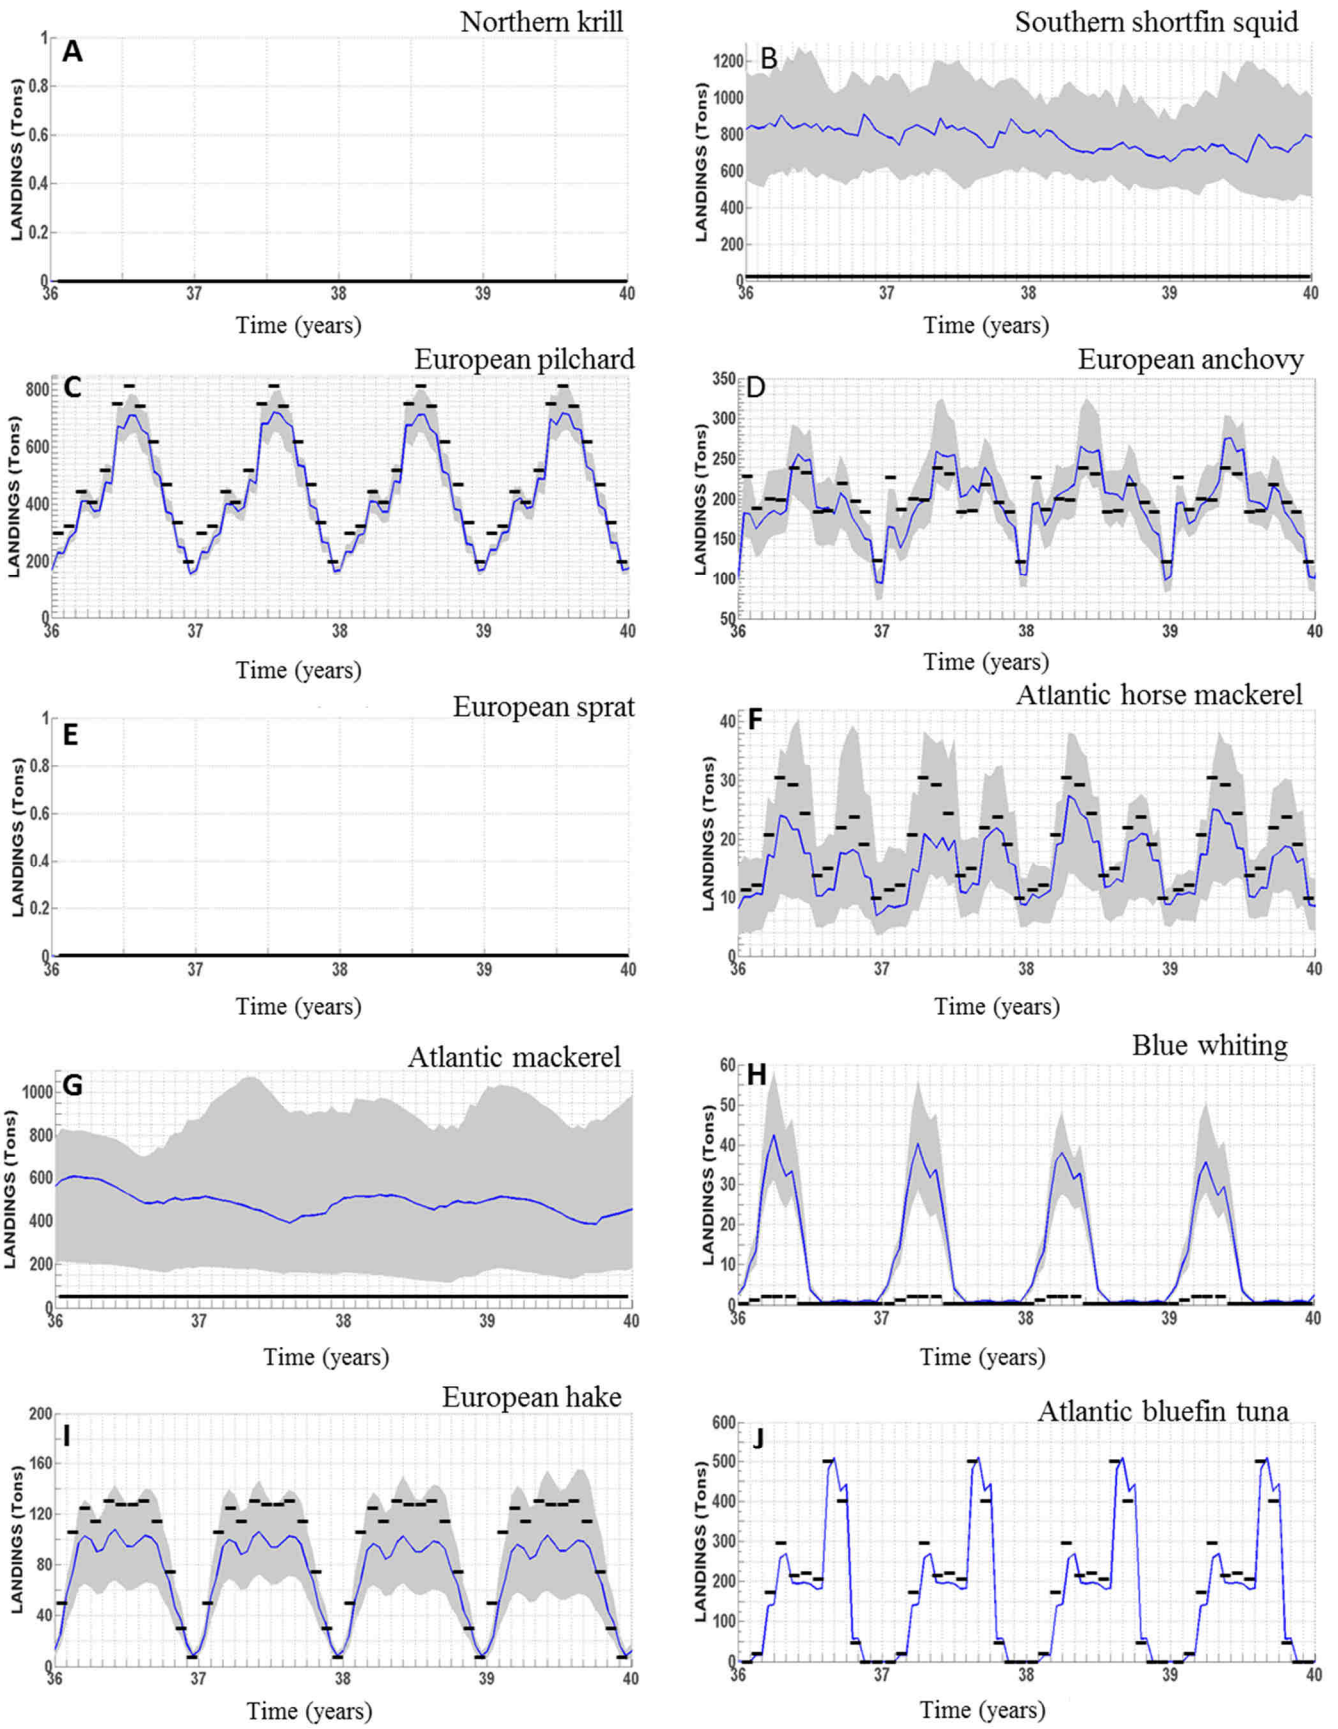 Northern krill
A
LANDINGS (Tons)
1
0.8
0.6
0.4
0.2
0
36 37 38 39 40
Time (years)
Southern shortfin squid
B
LANDINGS (Tons)
1200
1000
800
600
400
200
0
36 37 38 39 40
Time (years)
European pilchard
C
LANDINGS (Tons)
800
600
400
200
0
36 37 38 39 40
Time (years)
European anchovy
D
LANDINGS (Tons)
350
300
250
200
150
100
50
36 37 38 39 40
Time (years)
European sprat
E
LANDINGS (Tons)
1
0.8
0.6
0.4
0.2
0
36 37 38 39 40
Time (years)
Atlantic horse mackerel
F
LANDINGS (Tons)
40
30
20
10
0
36 37 38 39 40
Time (years)
Atlantic mackerel
G
LANDINGS (Tons)
1000
800
600
400
200
0
36 37 38 39 40
Time (years)
Blue whiting
H
LANDINGS (Tons)
60
50
40
30
20
10
0
36 37 38 39 40
Time (years)
European hake
I
LANDINGS (Tons)
200
160
120
80
40
0
36 37 38 39 40
Time (years)
Atlantic bluefin tuna
J
LANDINGS (Tons)
600
500
400
300
200
100
0
36 37 38 39 40
Time (years)